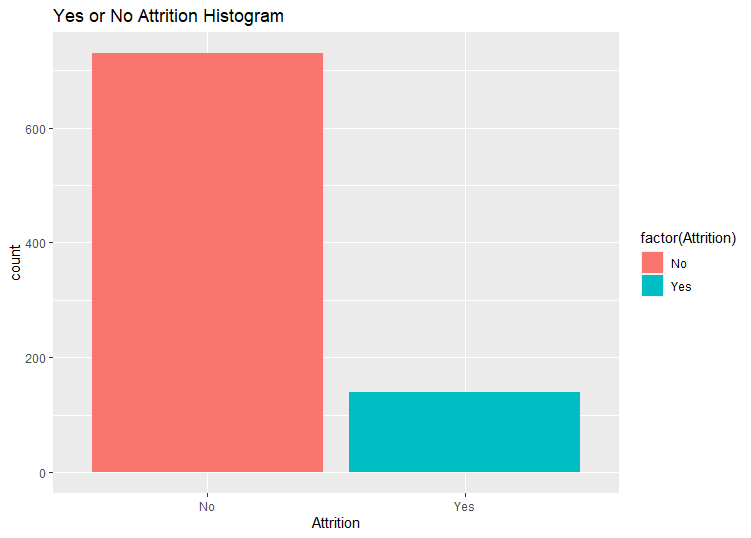 Yes or No Attrition Histogram
600
400
200
0
count
No
Yes
Attrition
factor(Attrition)
No
Yes